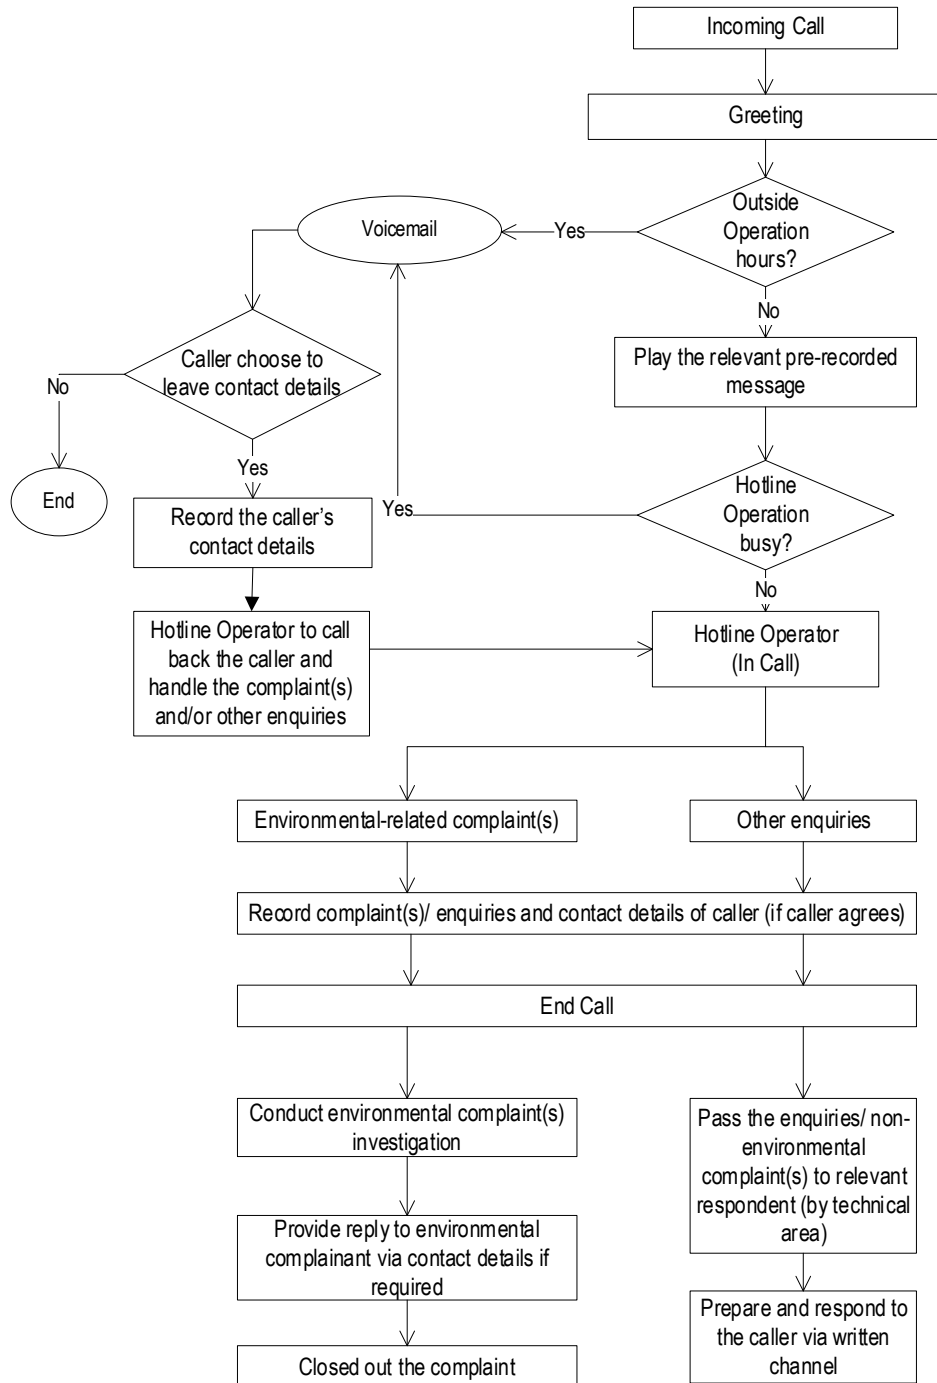 Incoming Call
Greeting
Outside
Operation
hours?
Yes
Voicemail
No
Play the relevant pre-recorded
message
Caller choose to
leave contact details
No
End
Yes
Record the caller's
contact details
Hotline
Operation
busy?
Yes
No
Hotline Operator to call
back the caller and
handle the complaint(s)
and/or other enquiries
Hotline Operator
(In Call)
Environmental-related complaint(s)
Other enquiries
Record complaint(s)/ enquiries and contact details of caller (if caller agrees)
End Call
Conduct environmental complaint(s)
investigation
Provide reply to environmental
complainant via contact details if
required
Closed out the complaint
Pass the enquiries/ non-
environmental
complaint(s) to relevant
respondent (by technical
area)
Prepare and respond to
the caller via written
channel